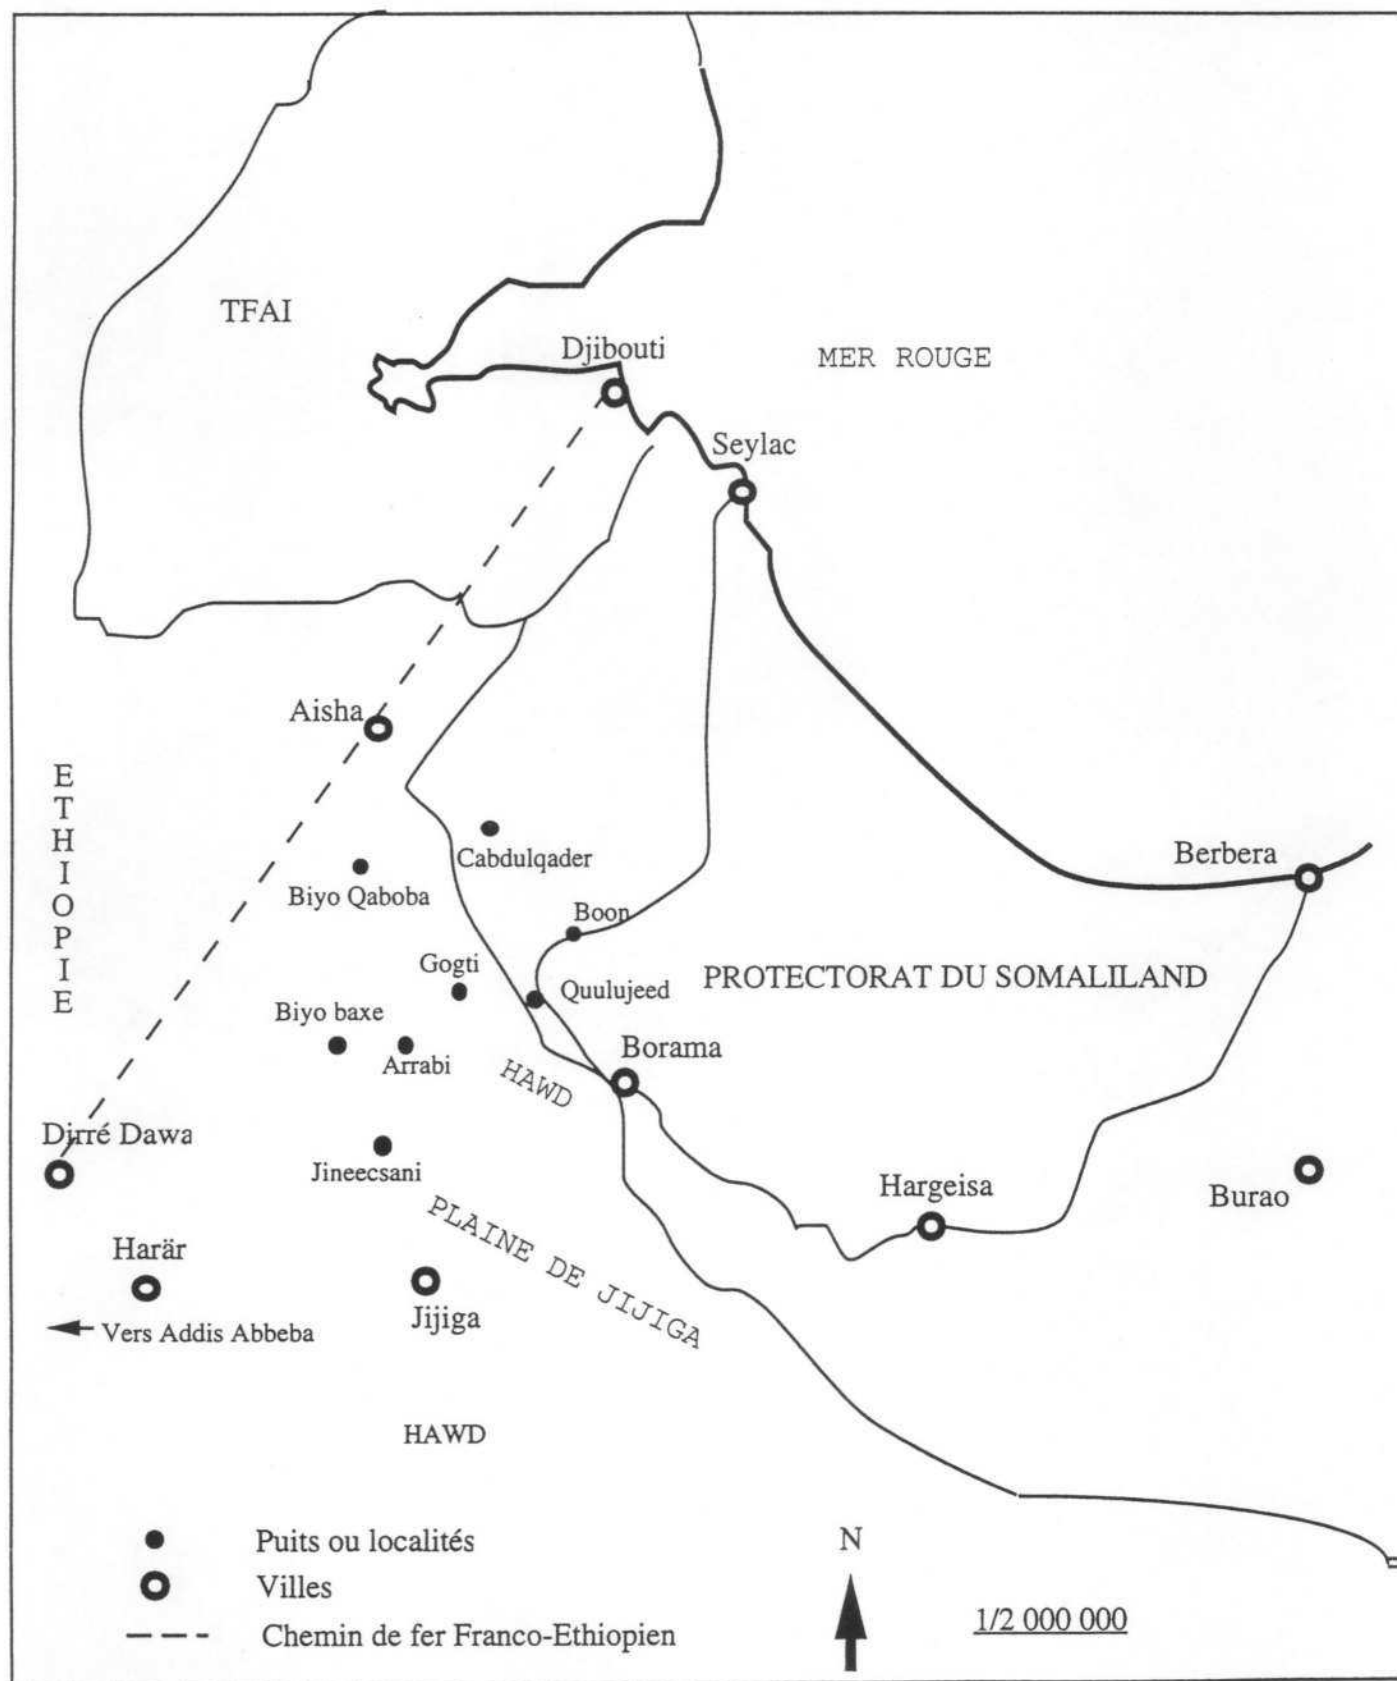 TFAI
Djibouti
MER ROUGE
Seylac
Aisha
ETHIOPIE
Cabdulqader
Berbera
Biyo Qaboba
Boon
Gogti
Quulujeed
PROTECTORAT DU SOMALILAND
Biyo baxe
Arrabi
Borama
HAWD
Dirré Dawa
Jineecsani
Hargeisa
Burao
PLAINE DE JIJIGA
Harär
Jijiga
Vers Addis Abbeba
HAWD
Puits ou localités
N
Villes
1/2 000 000
Chemin de fer Franco-Ethiopien